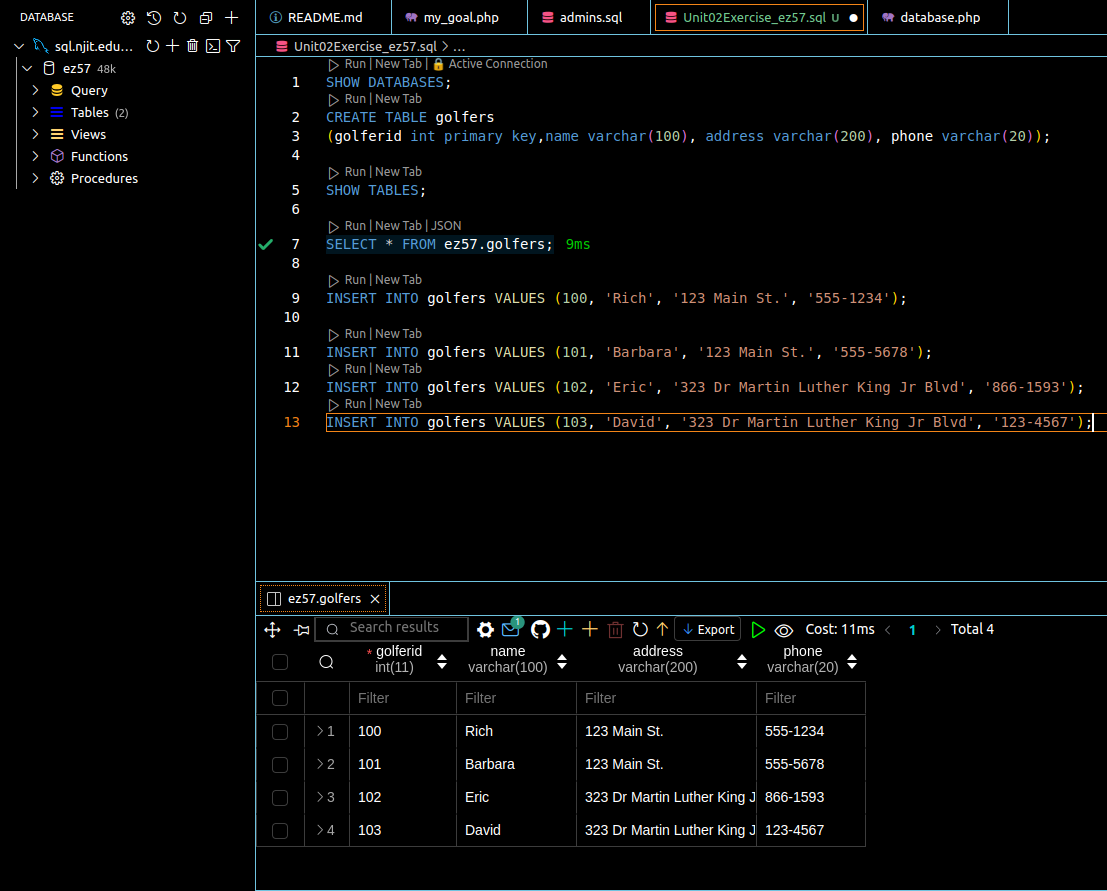 DATABASE
sql.njit.edu...
ez57 48k
Query
Tables (2)
Views
Functions
Procedures
README.md my_goal.php admins.sql Unit02Exercise_ez57.sql U database.php
Unit02Exercise_ez57.sql > ...
Run | New Tab | Active Connection
1 SHOW DATABASES;
Run | New Tab
2 CREATE TABLE golfers
3 (golferid int primary key,name varchar(100), address varchar(200), phone varchar(20));
4
Run | New Tab
5 SHOW TABLES;
6
Run | New Tab | JSON
7 SELECT * FROM ez57.golfers; 9ms
8
Run | New Tab
9 INSERT INTO golfers VALUES (100, 'Rich', '123 Main St.', '555-1234');
10
Run | New Tab
11 INSERT INTO golfers VALUES (101, 'Barbara', '123 Main St.', '555-5678');
Run | New Tab
12 INSERT INTO golfers VALUES (102, 'Eric', '323 Dr Martin Luther King Jr Blvd', '866-1593');
Run | New Tab
13 INSERT INTO golfers VALUES (103, 'David', '323 Dr Martin Luther King Jr Blvd', '123-4567');
ez57.golfers
Search results 1 Export Cost: 11ms < 1 > Total 4
* golferid name address phone
int(11) varchar(100) varchar(200) varchar(20)
Filter Filter Filter Filter
1 100 Rich 123 Main St. 555-1234
2 101 Barbara 123 Main St. 555-5678
3 102 Eric 323 Dr Martin Luther King J 866-1593
4 103 David 323 Dr Martin Luther King J 123-4567